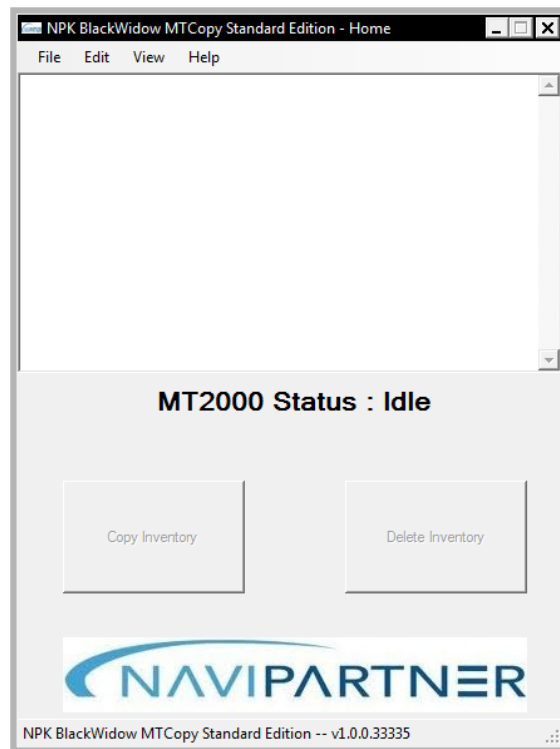 NPK BlackWidow MTCopy Standard Edition - Home
File Edit View Help
MT2000 Status : Idle
Copy Inventory Delete Inventory
NAVIPARTNER
NPK BlackWidow MTCopy Standard Edition -- v1.0.0.33335